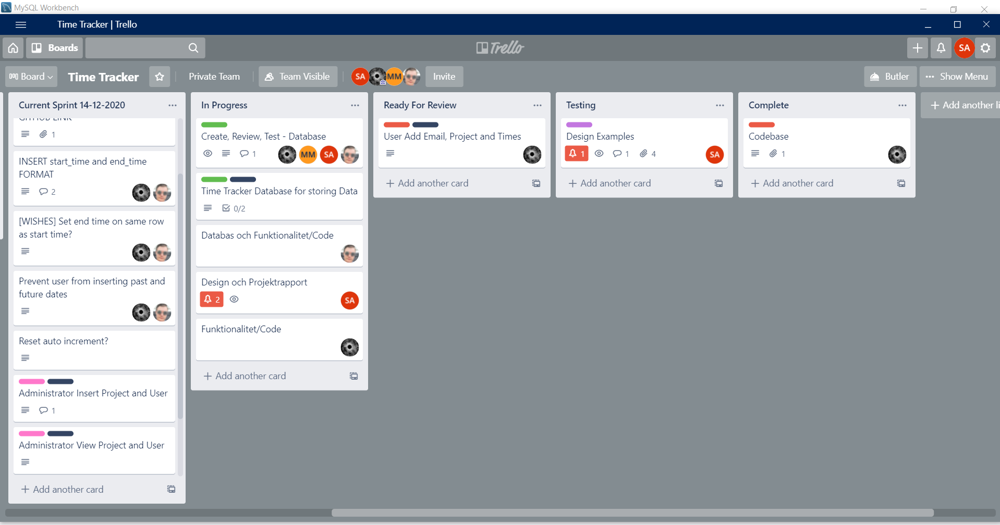 MySQL Workbench
Time Tracker | Trello
Boards
Trello
SA
Board
Time Tracker
Private Team
Team Visible
SA
MM
Invite
Butler
Show Menu
Current Sprint 14-12-2020
GITHUB LINK
1
INSERT start_time and end_time
FORMAT
2
[WISHES] Set end time on same row
as start time?
Prevent user from inserting past and
future dates
Reset auto increment?
Administrator Insert Project and User
1
Administrator View Project and User
+ Add another card
In Progress
Create, Review, Test - Database
1
MM
SA
Time Tracker Database for storing Data
0/2
Databas och Funktionalitet/Code
Design och Projektrapport
2
SA
Funktionalitet/Code
+ Add another card
Ready For Review
User Add Email, Project and Times
+ Add another card
Testing
Design Examples
1
1
4
SA
+ Add another card
Complete
Codebase
1
+ Add another card
+ Add another li